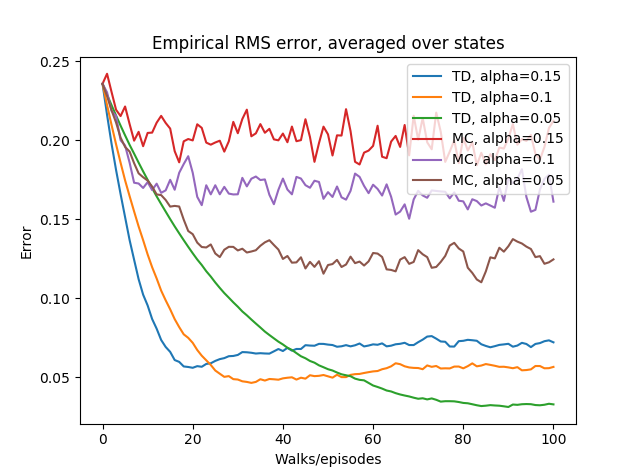 Empirical RMS error, averaged over states
0.25
0.20
0.15
0.10
0.05
Error
TD, alpha=0.15
TD, alpha=0.1
TD, alpha=0.05
MC, alpha=0.15
MC, alpha=0.1
MC, alpha=0.05
0 20 40 60 80 100
Walks/episodes